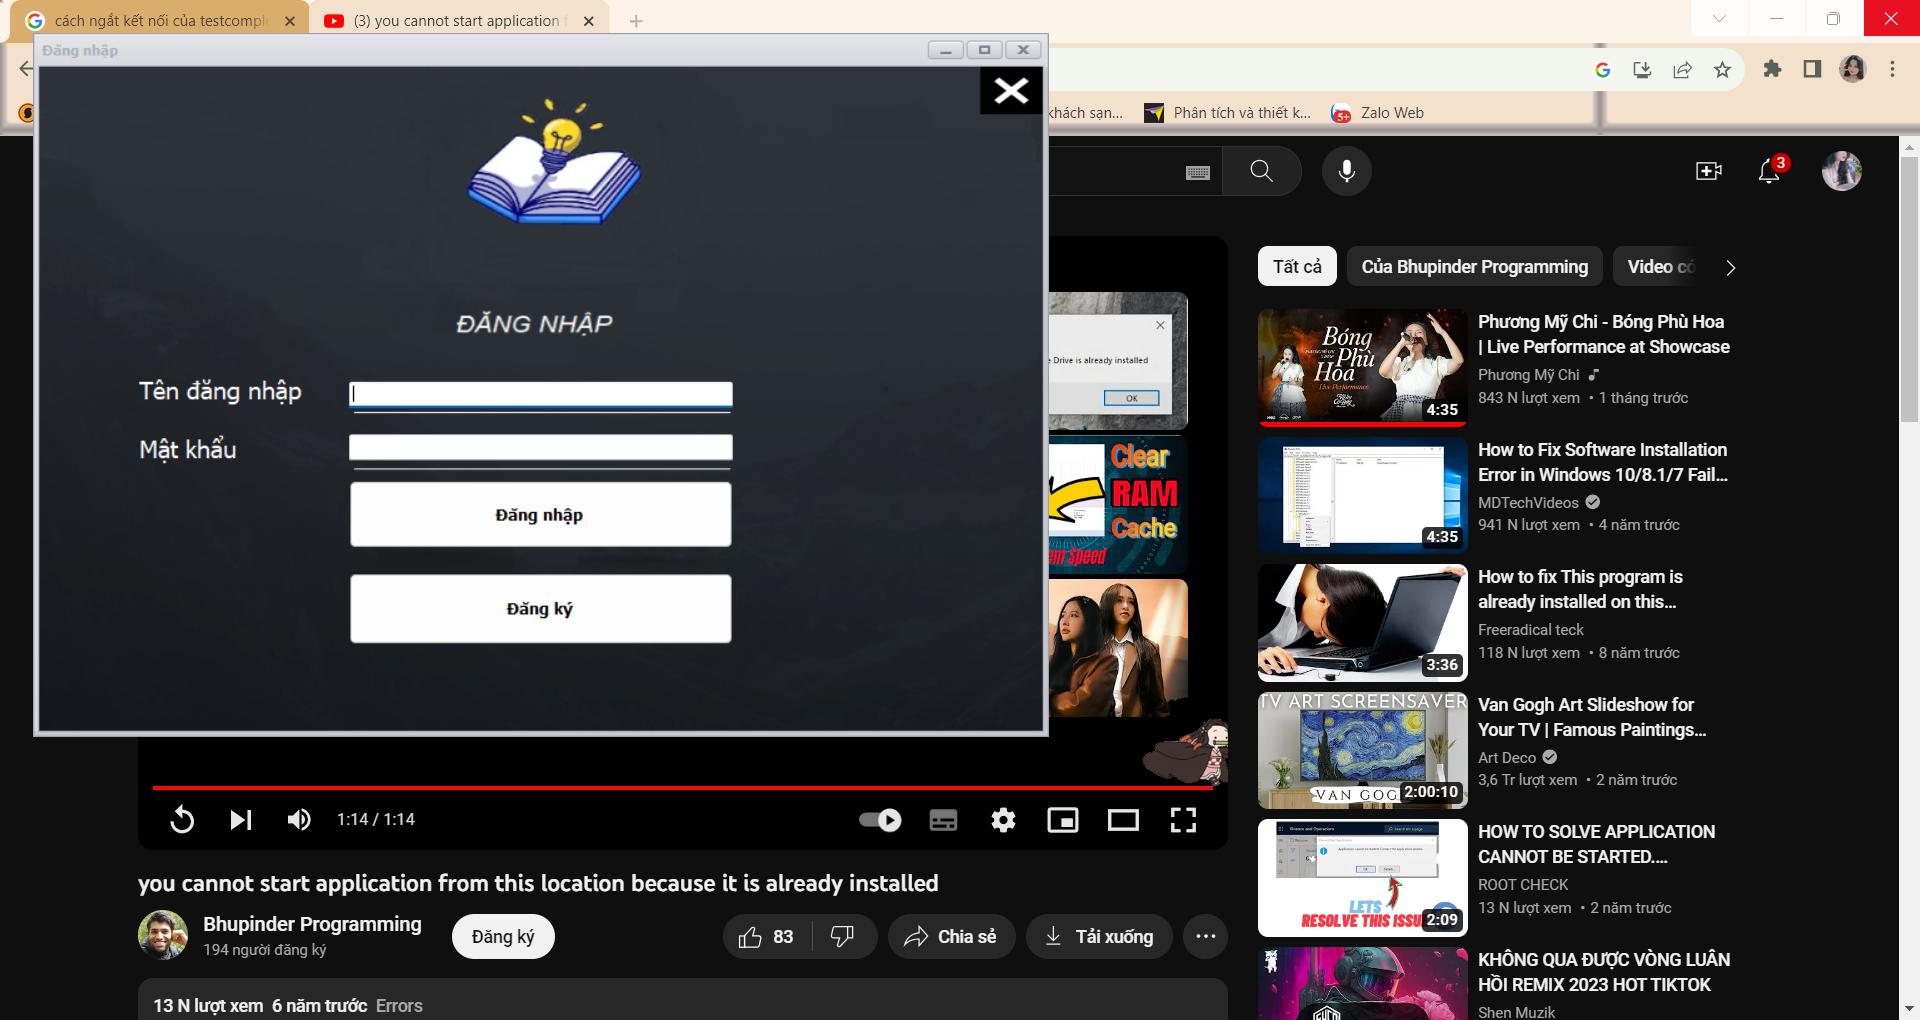 cách ngắt kết nối của testcomple
(3) you cannot start application f
Đăng nhập
khách sạn...
Phân tích và thiết k...
5+
Zalo Web
3
ĐĂNG NHẬP
Tên đăng nhập
Mật khẩu
Đăng nhập
Đăng ký
e Drive is already installed
OK
Clear
RAM
Cache
em Speed
1:14 / 1:14
you cannot start application from this location because it is already installed
Bhupinder Programming
194 người đăng ký
Đăng ký
83
Chia sẻ
Tải xuống
13 N lượt xem 6 năm trước Errors
Tất cả
Của Bhupinder Programming
Video có
Bóng
Phù
Hoa
Live Performance
4:35
Phương Mỹ Chi - Bóng Phù Hoa
| Live Performance at Showcase
Phương Mỹ Chi
843 N lượt xem • 1 tháng trước
4:35
How to Fix Software Installation
Error in Windows 10/8.1/7 Fail...
MDTechVideos
941 N lượt xem • 4 năm trước
3:36
How to fix This program is
already installed on this...
Freeradical teck
118 N lượt xem • 8 năm trước
TV ART SCREENSAVER
VAN GOG
2:00:10
Van Gogh Art Slideshow for
Your TV | Famous Paintings...
Art Deco
3,6 Tr lượt xem • 2 năm trước
Finance and Operations
LETS
RESOLVE THIS ISSU
2:09
HOW TO SOLVE APPLICATION
CANNOT BE STARTED....
ROOT CHECK
13 N lượt xem • 2 năm trước
KHÔNG QUA ĐƯỢC VÒNG LUÂN
HỒI REMIX 2023 HOT TIKTOK
Shen Muzik